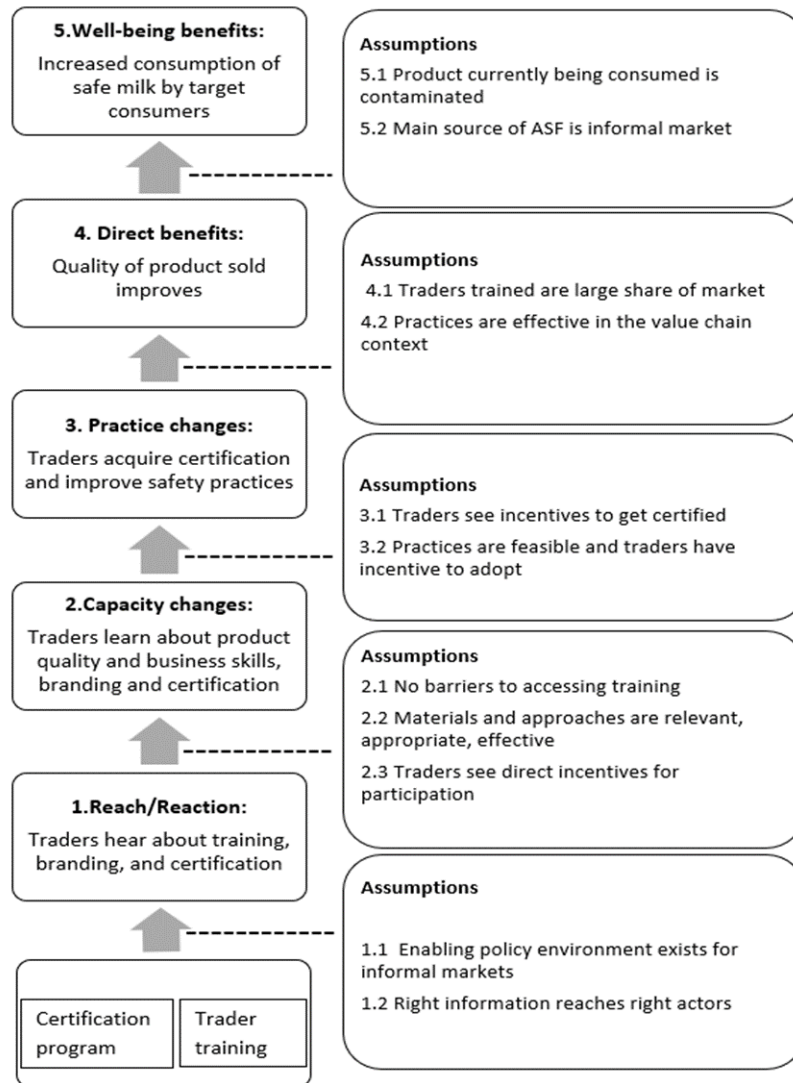 5.Well-being benefits:
Increased consumption of
safe milk by target
consumers
Assumptions
5.1 Product currently being consumed is
contaminated
5.2 Main source of ASF is informal market
4. Direct benefits:
Quality of product sold
improves
Assumptions
4.1 Traders trained are large share of market
4.2 Practices are effective in the value chain
context
3. Practice changes:
Traders acquire certification
and improve safety practices
Assumptions
3.1 Traders see incentives to get certified
3.2 Practices are feasible and traders have
incentive to adopt
2.Capacity changes:
Traders learn about product
quality and business skills,
branding and certification
Assumptions
2.1 No barriers to accessing training
2.2 Materials and approaches are relevant,
appropriate, effective
2.3 Traders see direct incentives for
participation
1.Reach/Reaction:
Traders hear about training,
branding, and certification
Assumptions
1.1 Enabling policy environment exists for
informal markets
1.2 Right information reaches right actors
Certification
program
Trader
training